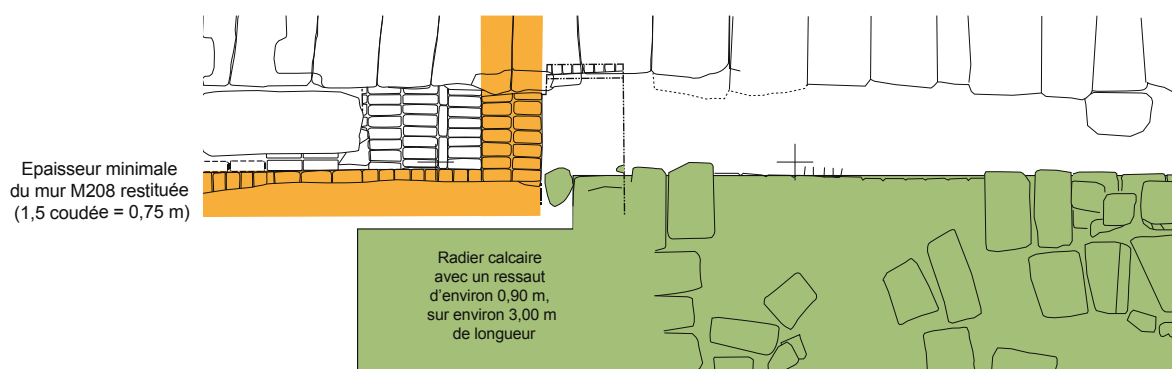 Epaisseur minimale
du mur M208 restituée
(1,5 coudée = 0,75 m)
Radier calcaire
avec un ressaut
d'environ 0,90 m,
sur environ 3,00 m
de longueur